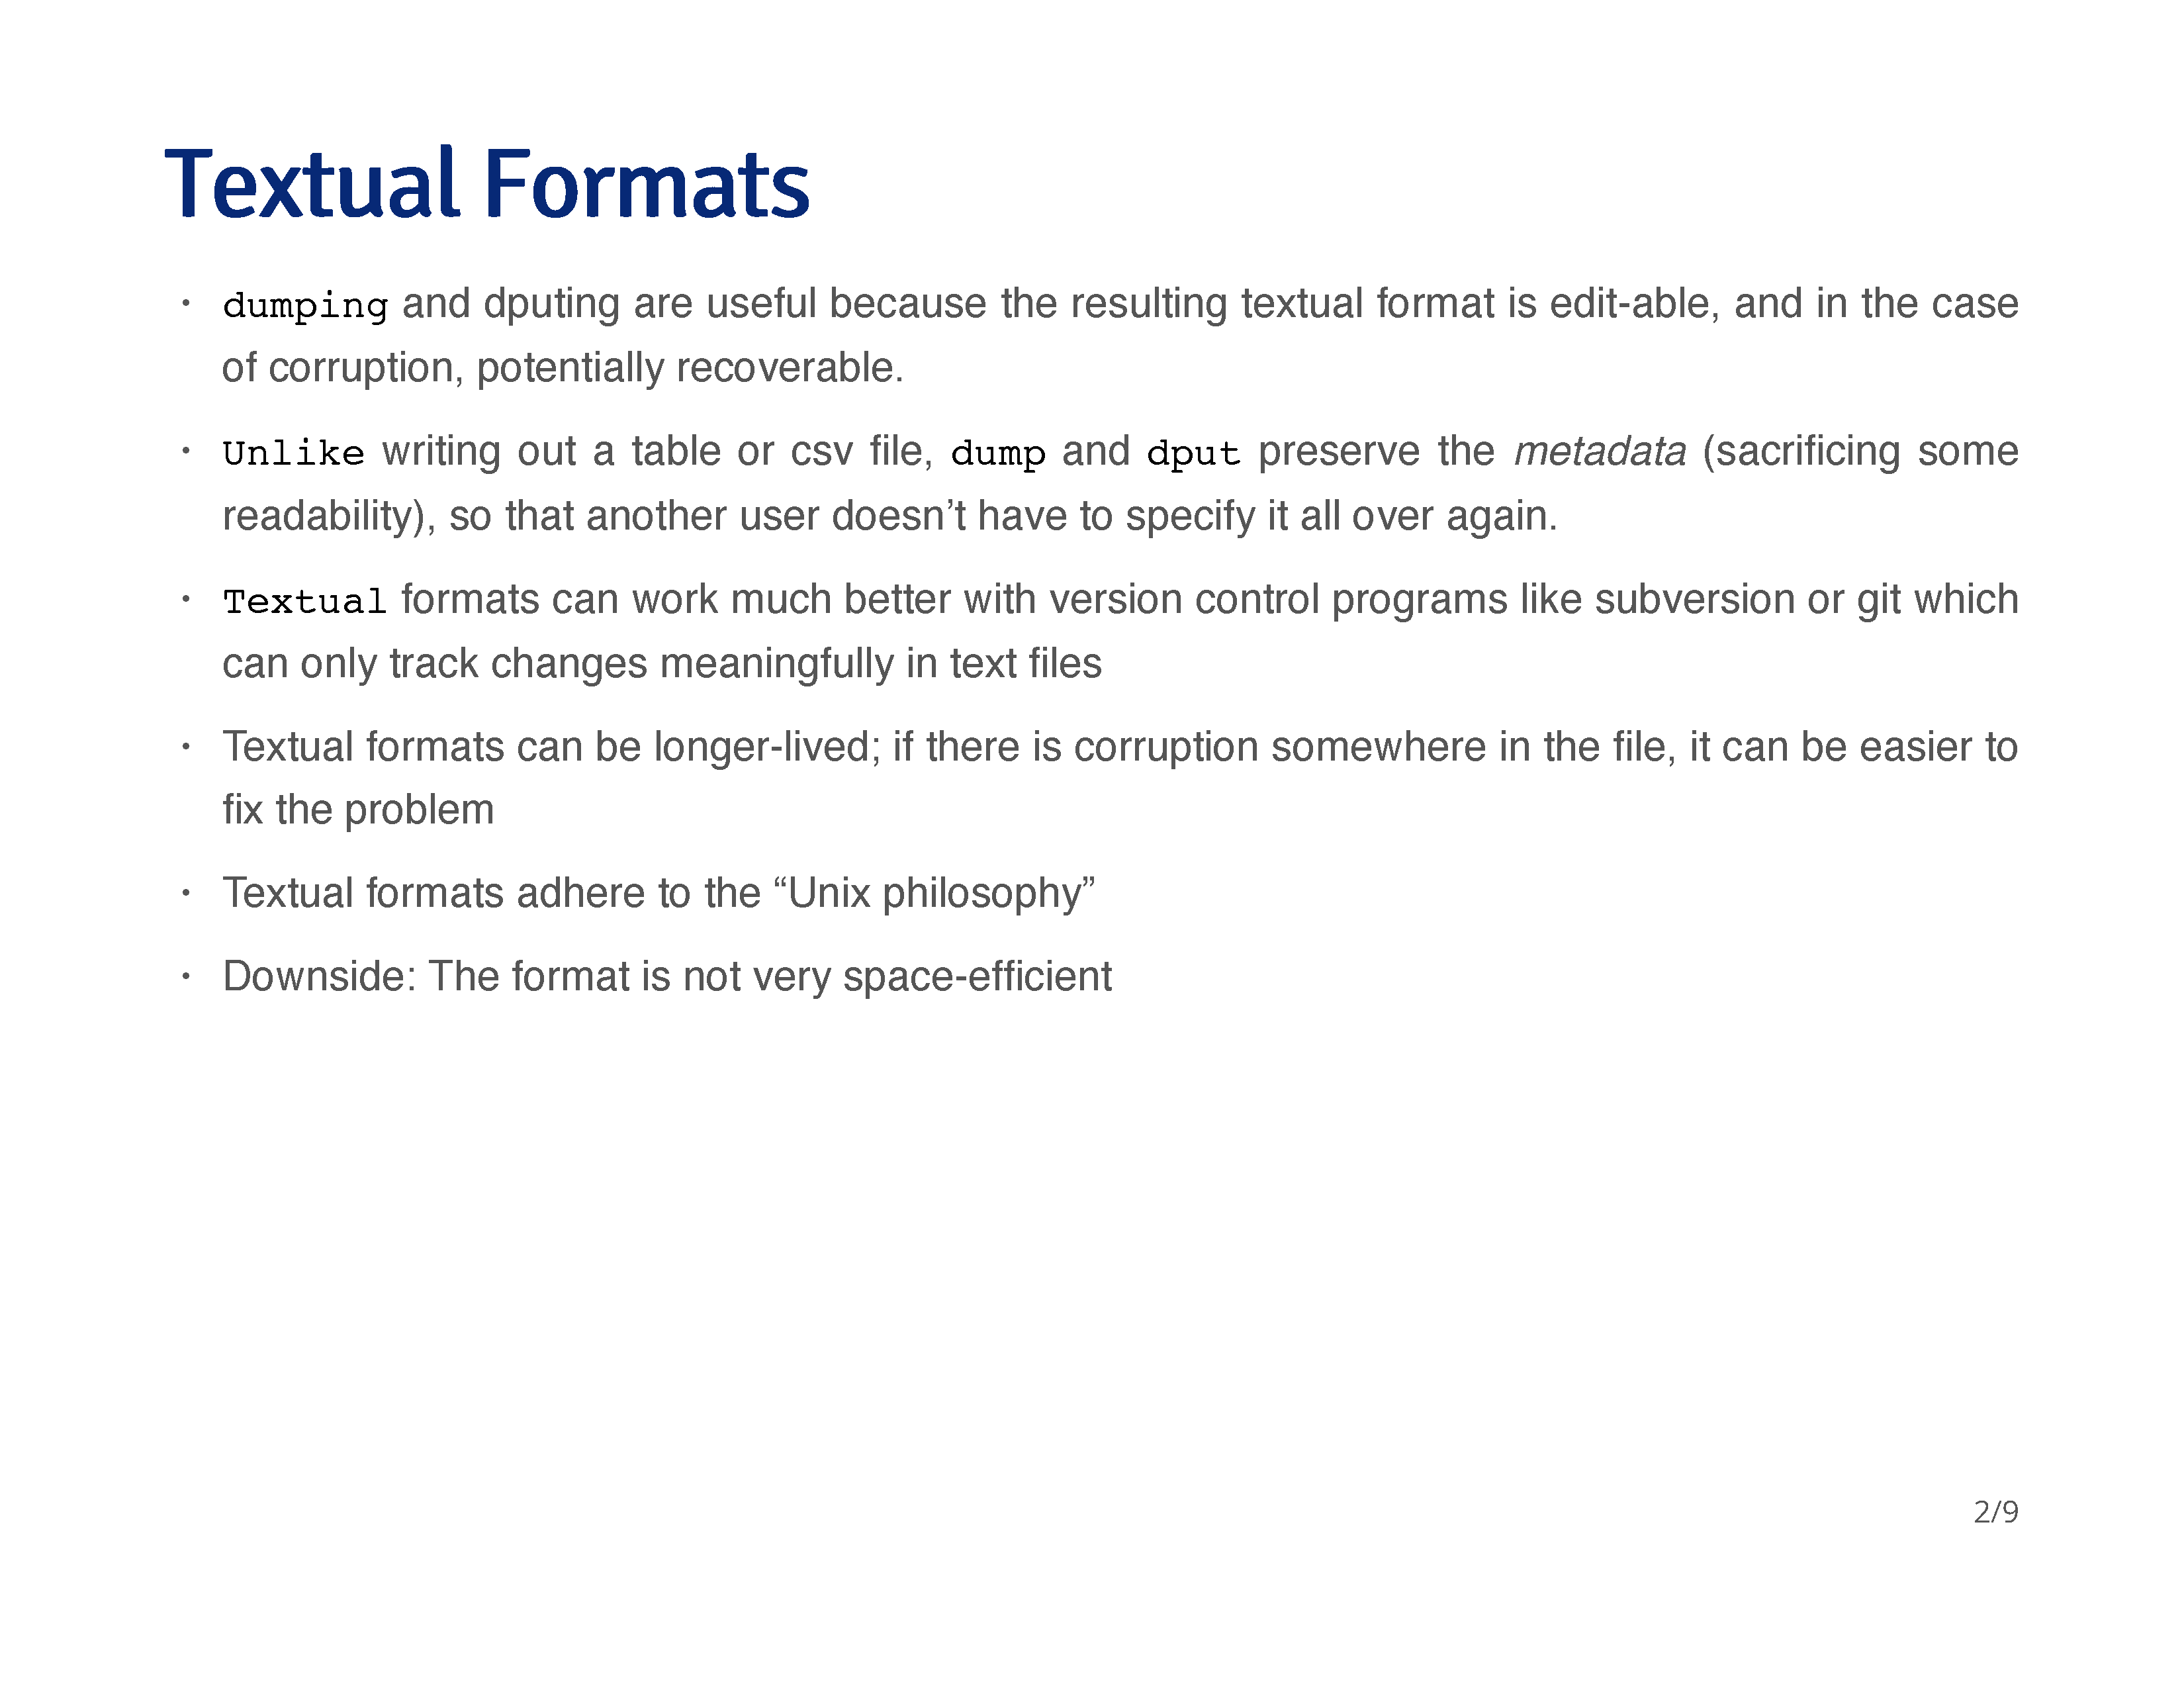 Textual Formats
· dumping and dputing are useful because the resulting textual format is edit-able, and in the case
of corruption, potentially recoverable.
· Unlike writing out a table or csv file, dump and dput preserve the metadata (sacrificing some
readability), so that another user doesn’t have to specify it all over again.
· Textual formats can work much better with version control programs like subversion or git which
can only track changes meaningfully in text files
· Textual formats can be longer-lived; if there is corruption somewhere in the file, it can be easier to
fix the problem
· Textual formats adhere to the “Unix philosophy”
· Downside: The format is not very space-efficient
2/9